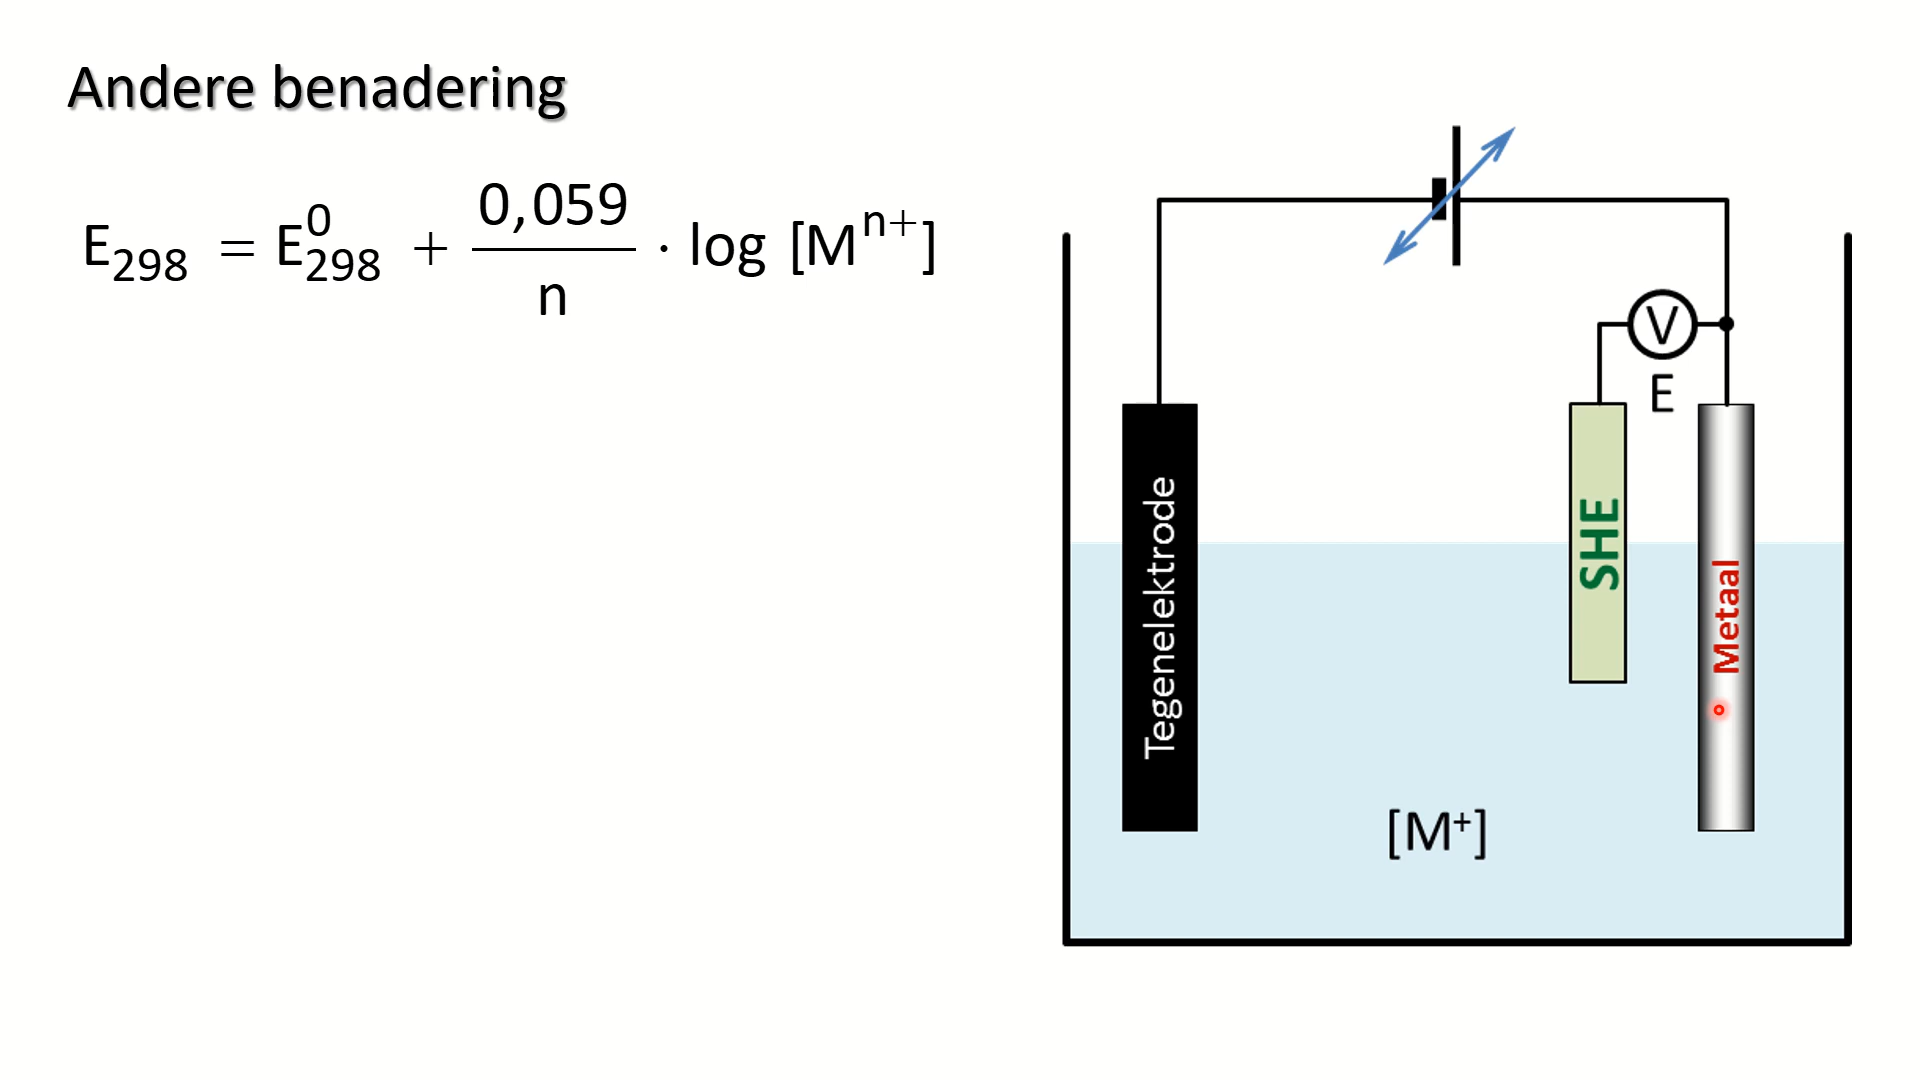 Andere benadering
E₂₉₈ = E⁰₂₉₈ + 0,059/n · log [Mⁿ⁺]
V
E
Tegenelektrode
SHE
Metaal
[M⁺]